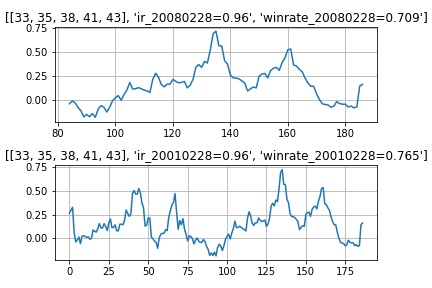 [[33, 35, 38, 41, 43], 'ir_20080228=0.96', 'winrate_20080228=0.709']
0.75
0.50
0.25
0.00
80 100 120 140 160 180
[[33, 35, 38, 41, 43], 'ir_20010228=0.96', 'winrate_20010228=0.765']
0.75
0.50
0.25
0.00
0 25 50 75 100 125 150 175